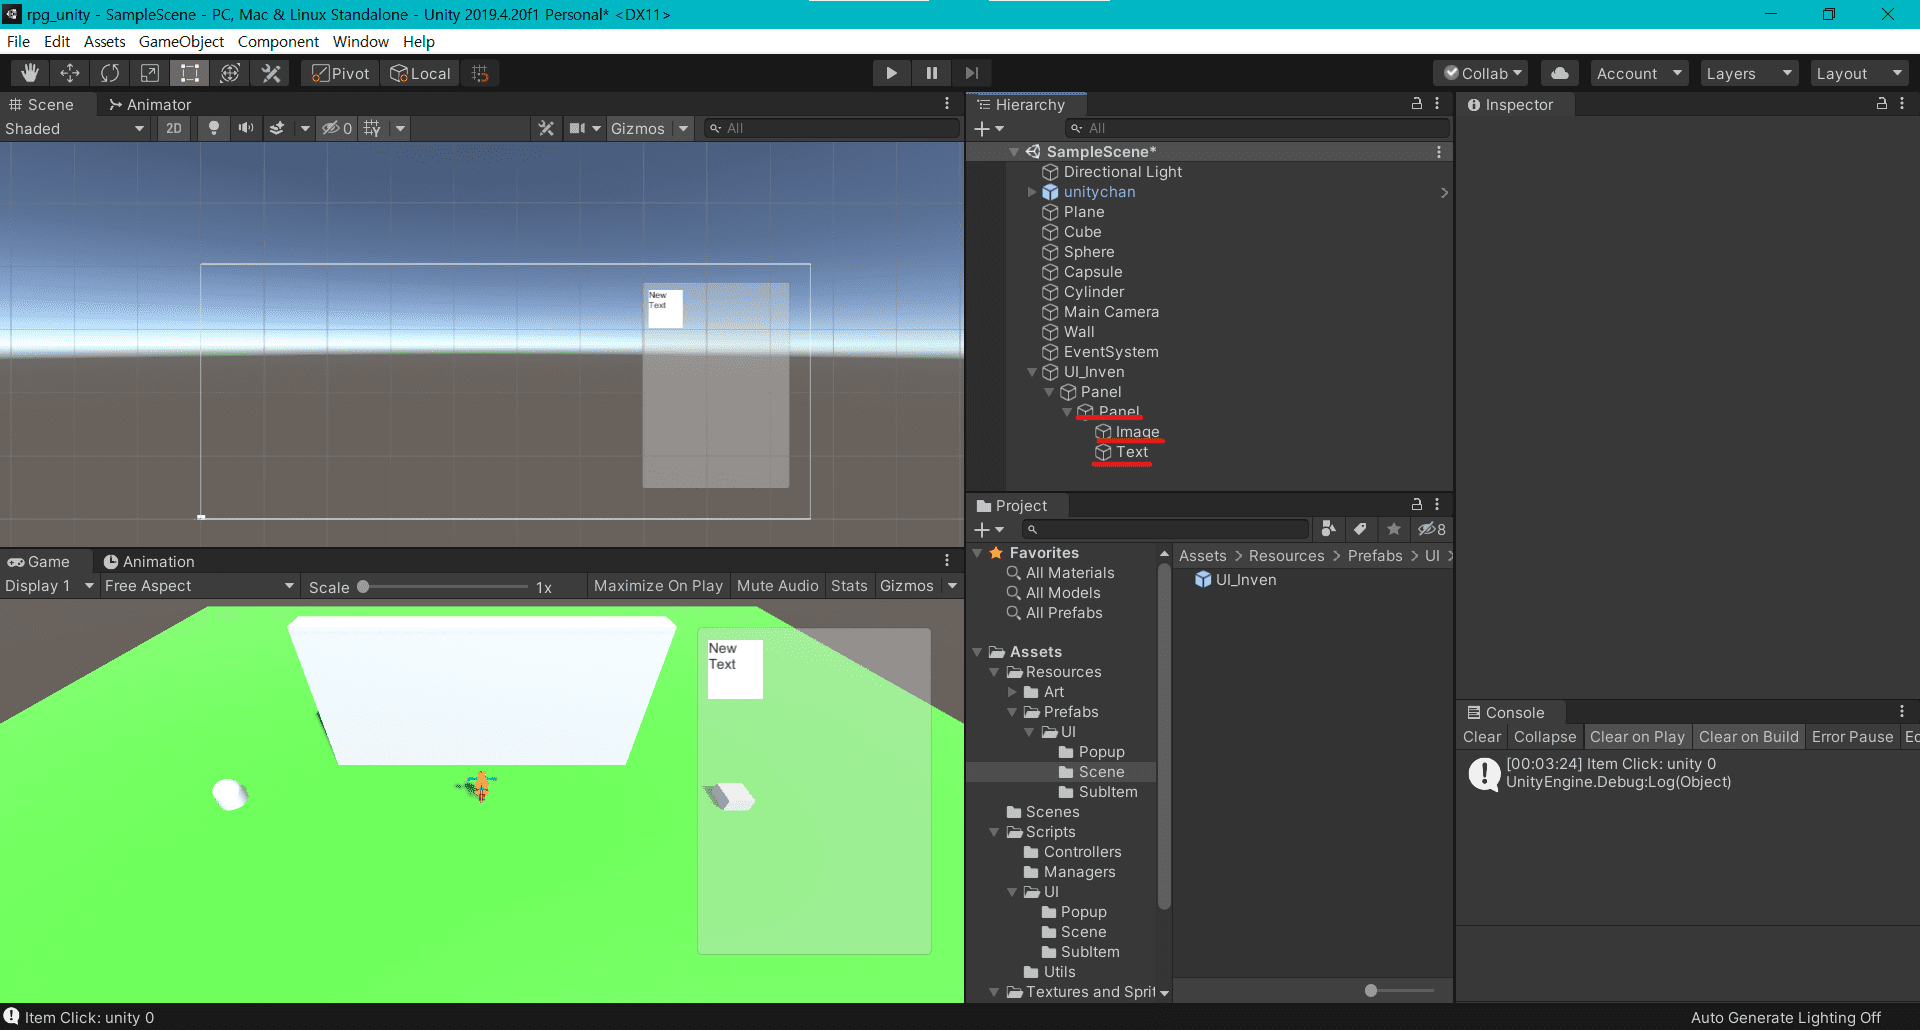 rpg_unity - SampleScene - PC, Mac & Linux Standalone - Unity 2019.4.20f1 Personal* <DX11>
File Edit Assets GameObject Component Window Help
Pivot Local Collab Account Layers Layout
Scene Animator
Shaded 2D 0 Gizmos All
New
Text
Game Animation
Display 1 Free Aspect Scale 1x Maximize On Play Mute Audio Stats Gizmos
New
Text
Hierarchy
All
SampleScene*
Directional Light
unitychan
Plane
Cube
Sphere
Capsule
Cylinder
Main Camera
Wall
EventSystem
UI_Inven
Panel
Panel
Image
Text
Project
8
Favorites
All Materials
All Models
All Prefabs
Assets
Resources
Art
Prefabs
UI
Popup
Scene
SubItem
Scenes
Scripts
Controllers
Managers
UI
Popup
Scene
SubItem
Utils
Textures and Sprit
Assets > Resources > Prefabs > UI >
UI_Inven
Inspector
Console
Clear Collapse Clear on Play Clear on Build Error Pause Ec
[00:03:24] Item Click: unity 0
UnityEngine.Debug:Log(Object)
Item Click: unity 0 Auto Generate Lighting Off